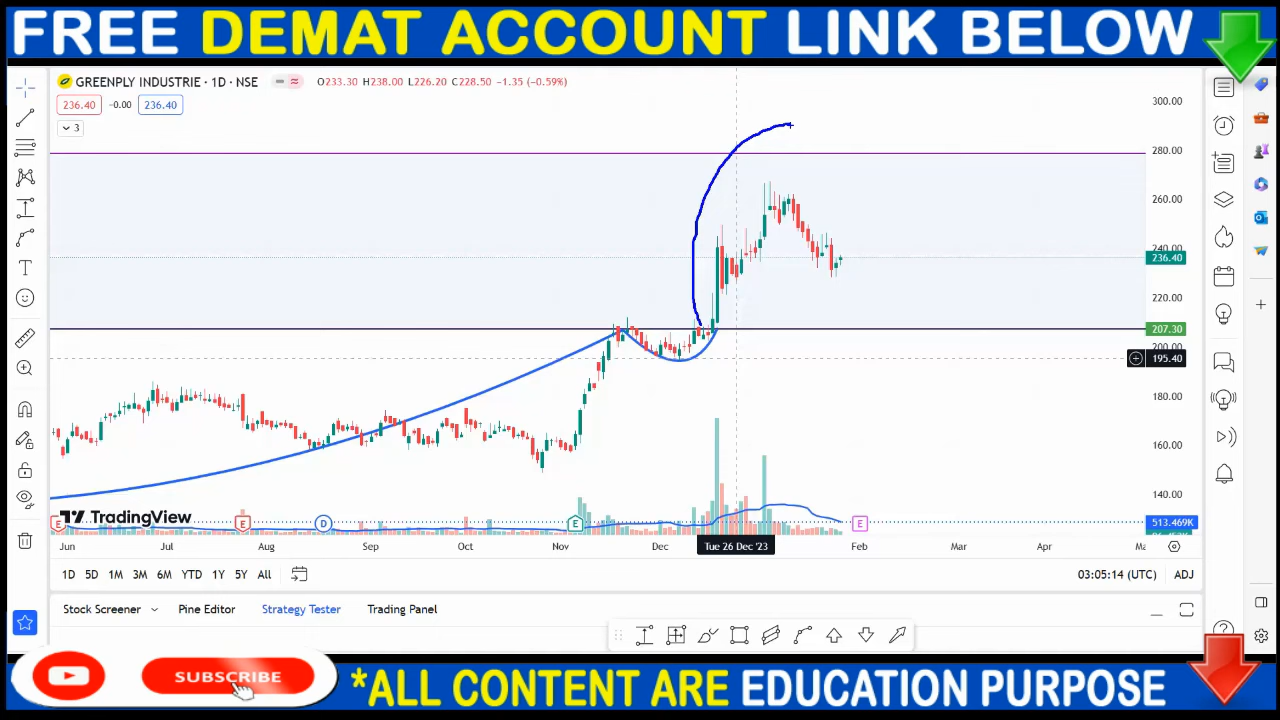 FREE DEMAT ACCOUNT LINK BELOW
GREENPLY INDUSTRIE · 1D · NSE
O233.30 H238.00 L226.20 C228.50 −1.35 (−0.59%)
236.40 -0.00 236.40
3
300.00
280.00
260.00
240.00
236.40
220.00
207.30
200.00
195.40
180.00
160.00
140.00
513.469K
TradingView
E E D E E
Jun Jul Aug Sep Oct Nov Dec Tue 26 Dec '23 Feb Mar Apr
1D 5D 1M 3M 6M YTD 1Y 5Y All
03:05:14 (UTC) ADJ
Stock Screener Pine Editor Strategy Tester Trading Panel
SUBSCRIBE
*ALL CONTENT ARE EDUCATION PURPOSE